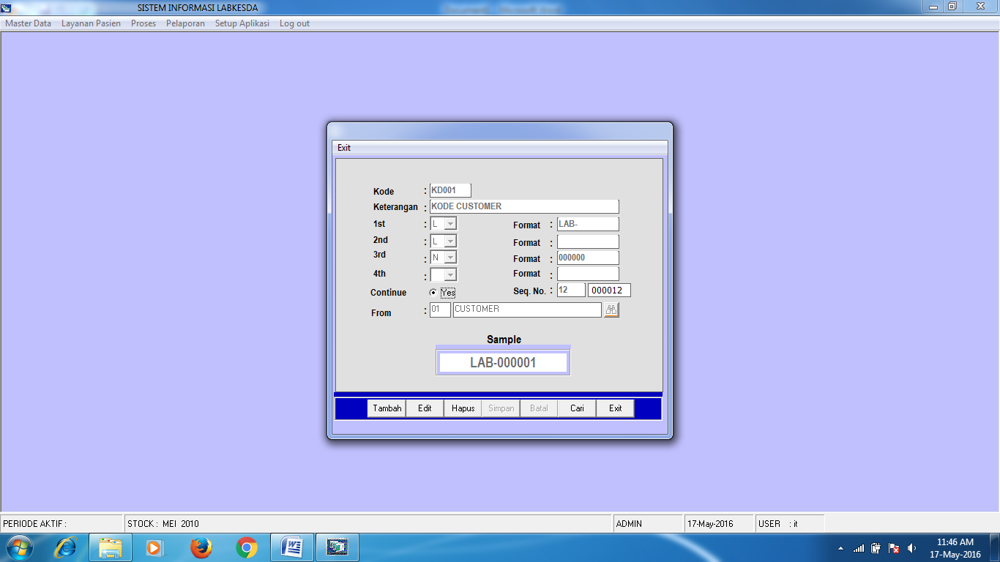 SISTEM INFORMASI LABKESDA
Master Data Layanan Pasien Proses Pelaporan Setup Aplikasi Log out
Exit
Kode : KD001
Keterangan : KODE CUSTOMER
1st : L Format : LAB-
2nd : L Format :
3rd : N Format : 000000
4th : Format :
Continue Yes Seq. No. : 12 000012
From : 01 CUSTOMER
Sample
LAB-000001
Tambah Edit Hapus Simpan Batal Cari Exit
PERIODE AKTIF : STOCK : MEI 2010 ADMIN 17-May-2016 USER : it
11:46 AM
17-May-2016